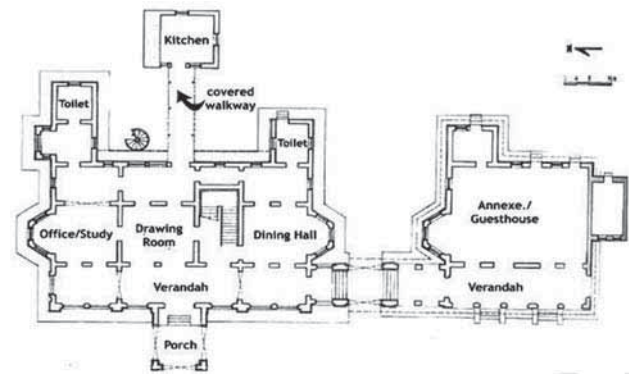 Kitchen
covered
walkway
Toilet
Toilet
Annexe./
Guesthouse
Office/Study
Drawing
Room
Dining Hall
Verandah
Verandah
Porch